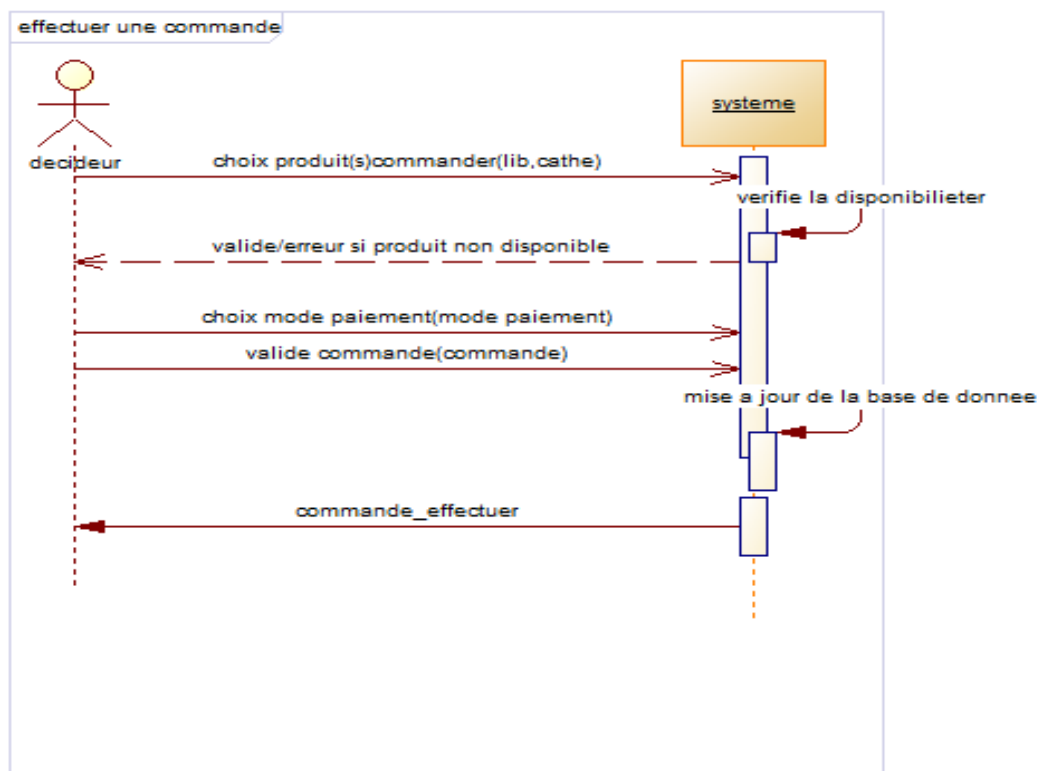 effectuer une commande
systeme
decideur
choix produit(s)commander(lib,cathe)
verifie la disponibilieter
valide/erreur si produit non disponible
choix mode paiement(mode paiement)
valide commande(commande)
mise a jour de la base de donnee
commande_effectuer